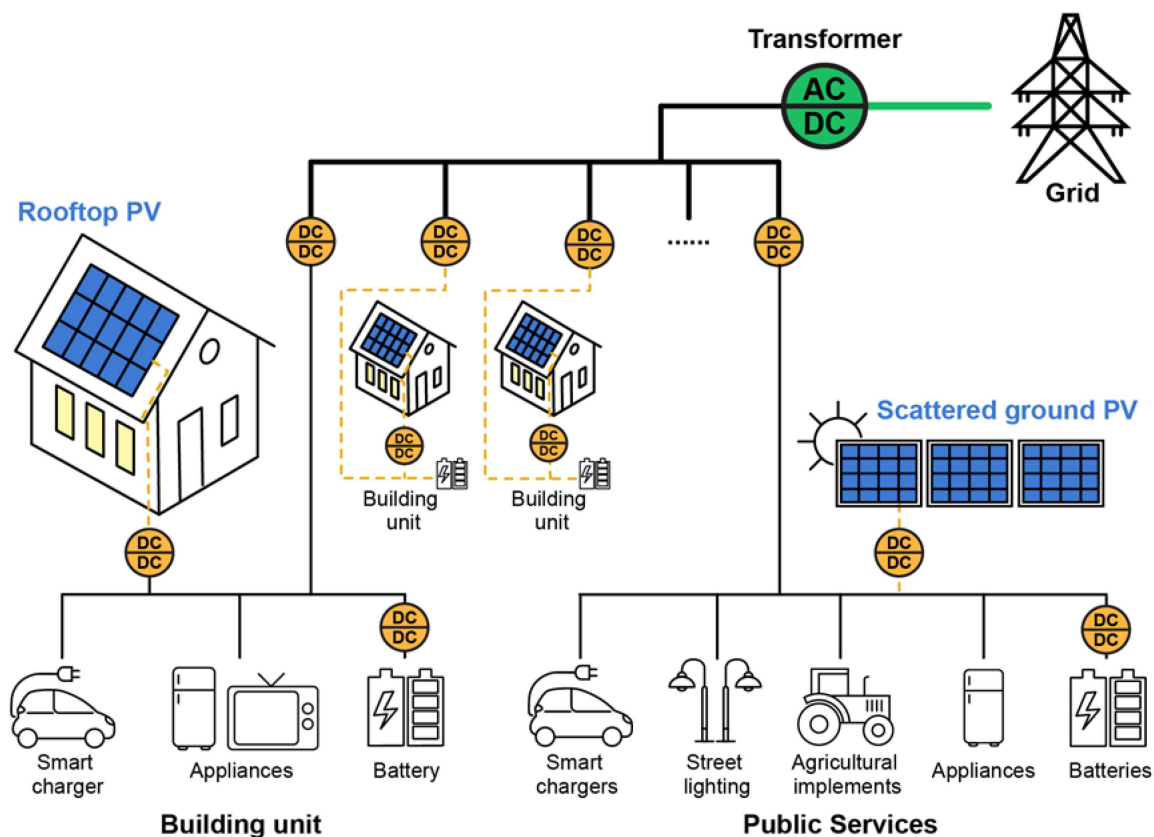 Transformer
AC
DC
Grid
Rooftop PV
DC
DC
DC
DC
DC
DC
......
DC
DC
Scattered ground PV
DC
DC
DC
DC
Building
unit
Building
unit
DC
DC
DC
DC
DC
DC
DC
DC
Smart
charger
Appliances
Battery
Smart
chargers
Street
lighting
Agricultural
implements
Appliances
Batteries
Building unit
Public Services